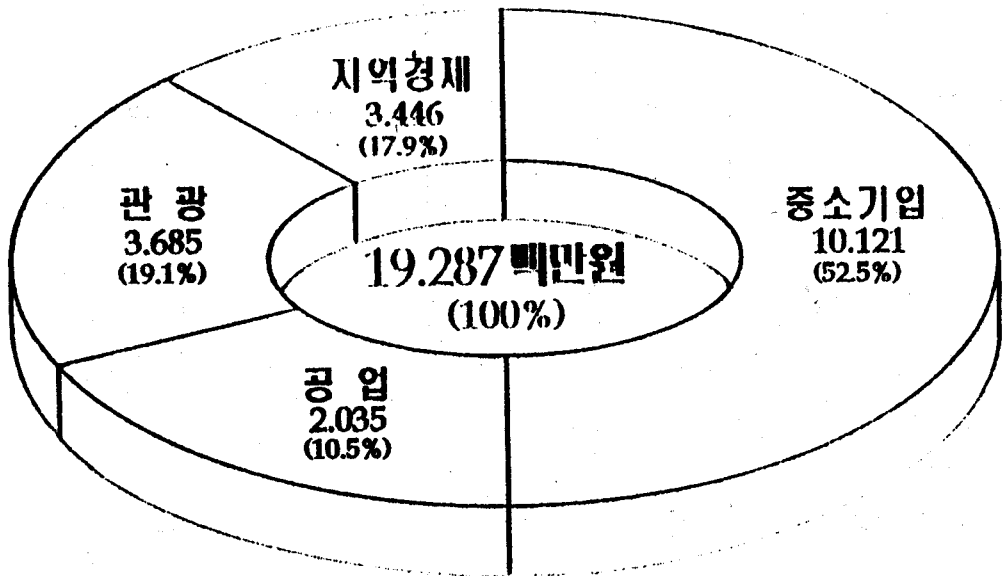 지역경제
3.446
(17.9%)
관 광
3.685
(19.1%)
중소기업
10.121
(52.5%)
19.287백만원
(100%)
공 업
2.035
(10.5%)